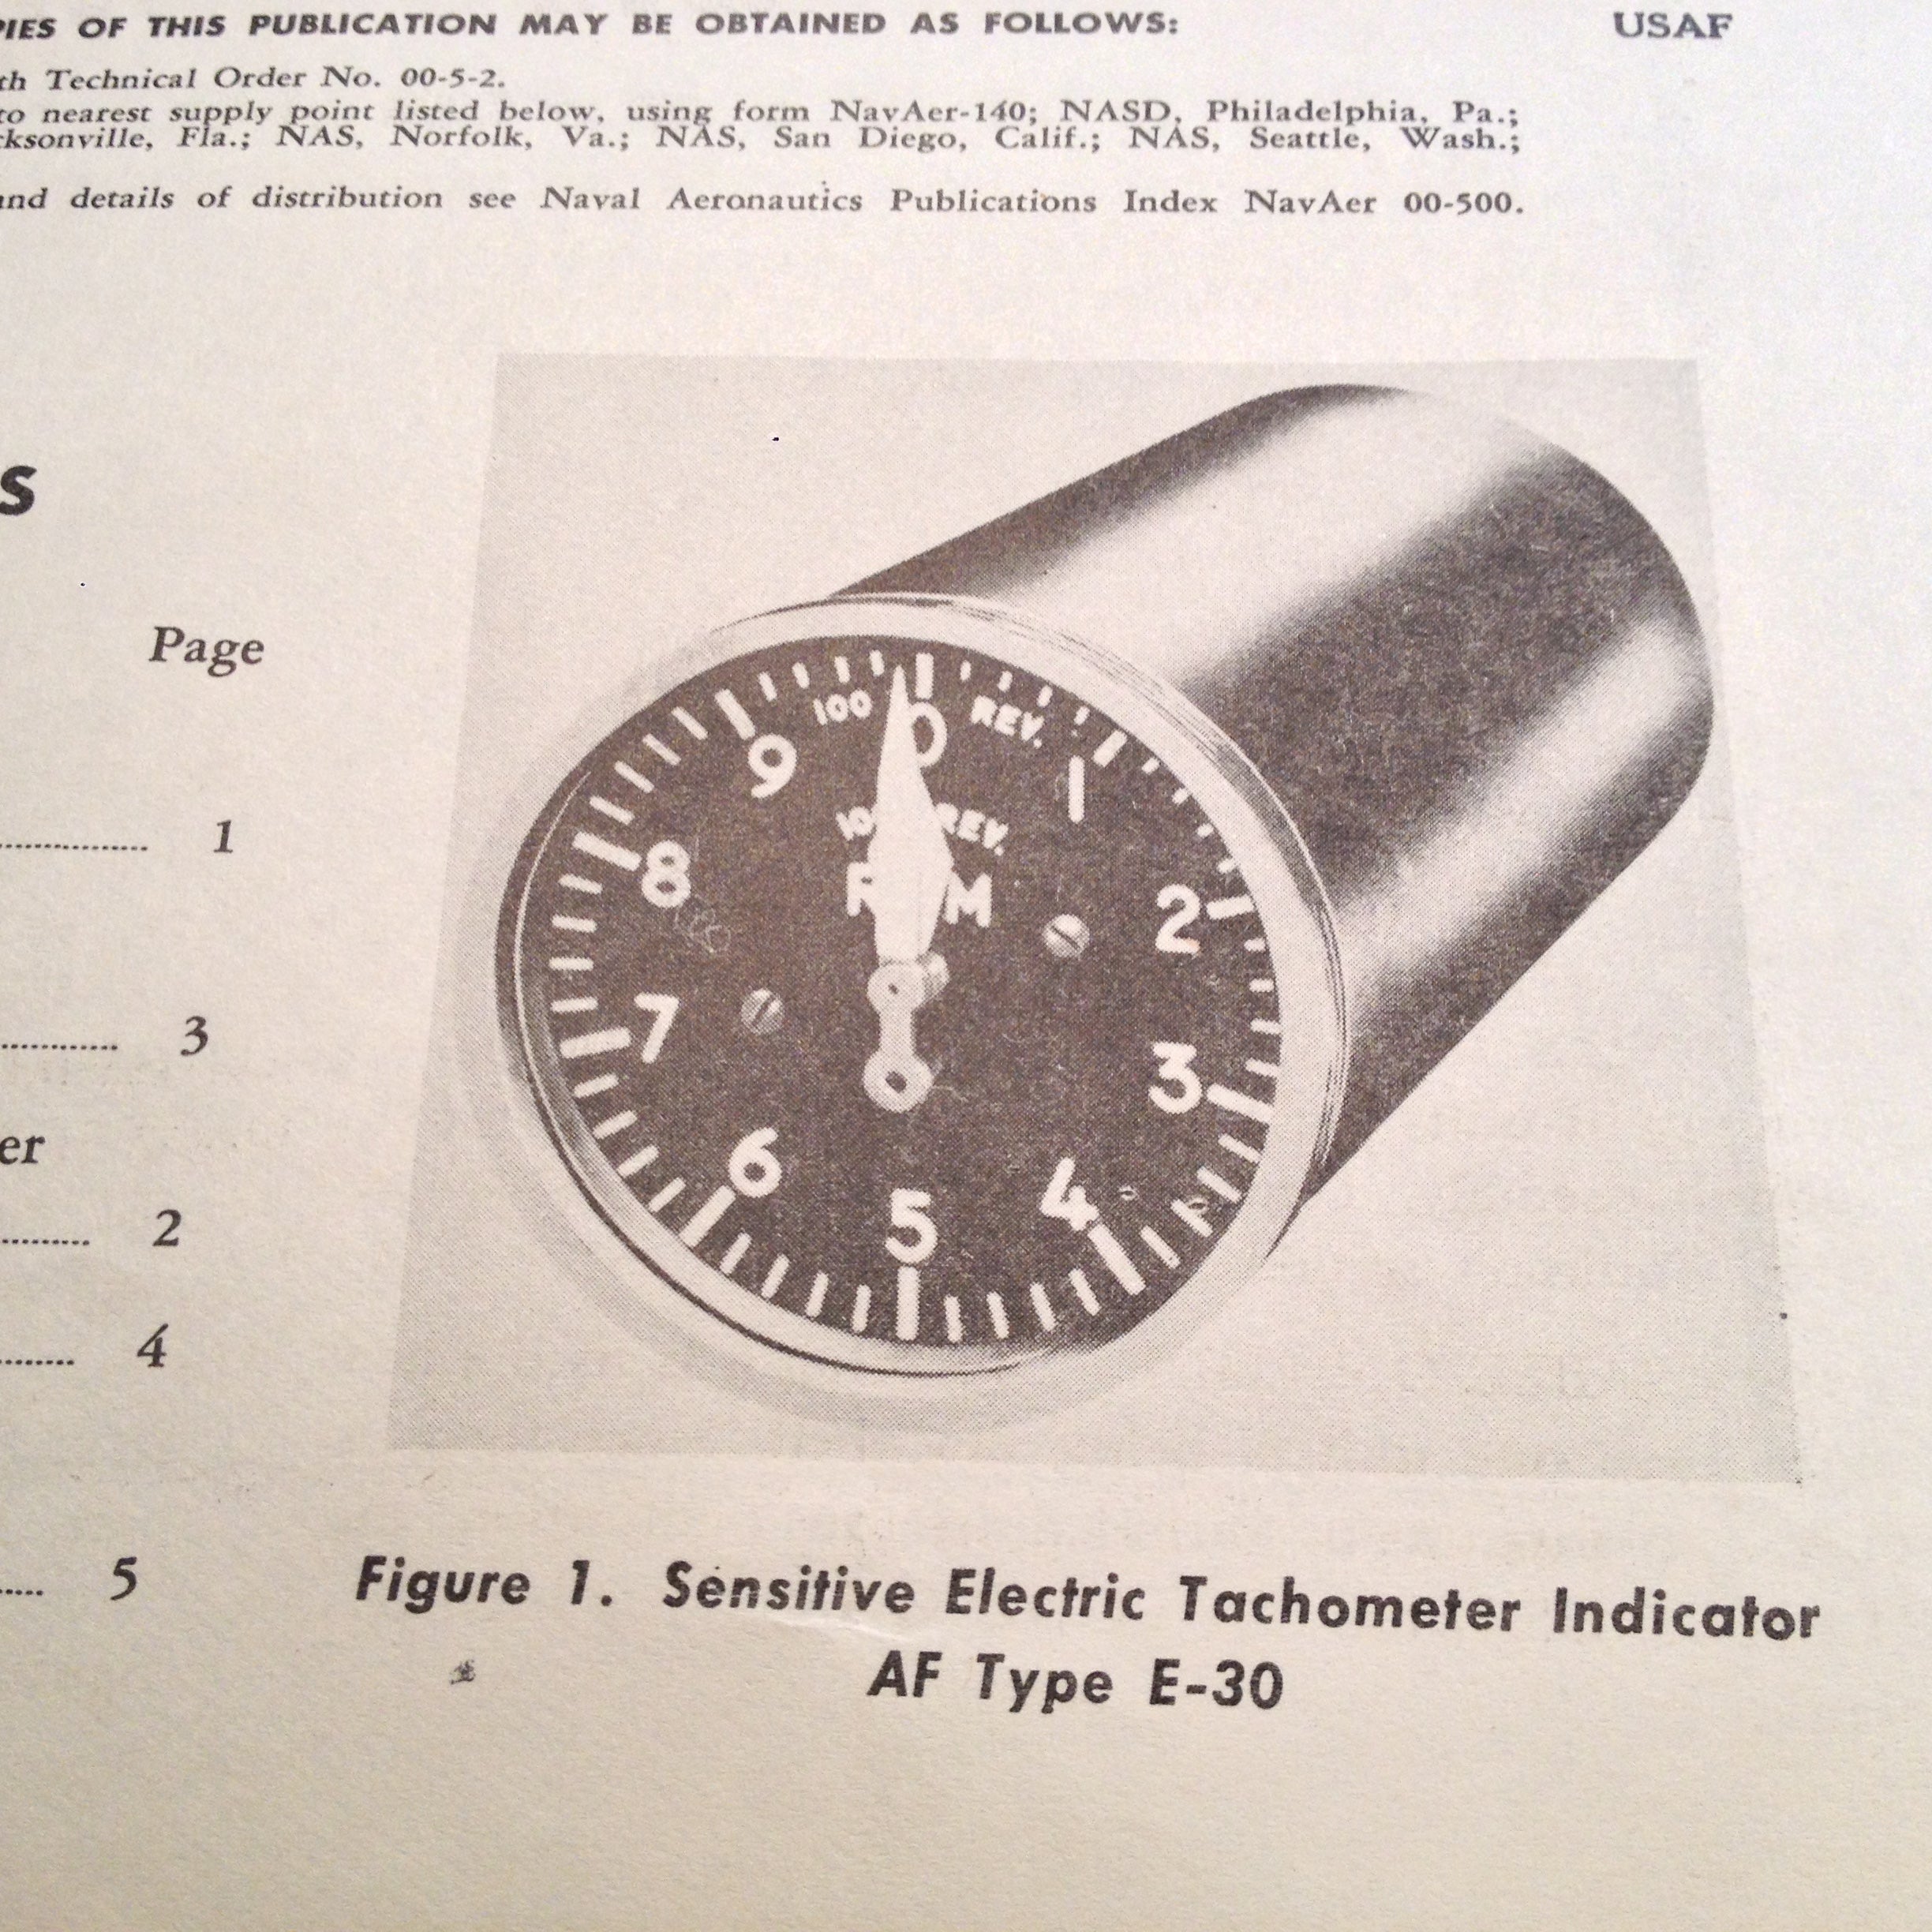 PIES OF THIS PUBLICATION MAY BE OBTAINED AS FOLLOWS: USAF
th Technical Order No. 00-5-2.
to nearest supply point listed below, using form NavAer-140; NASD, Philadelphia, Pa.;
cksonville, Fla.; NAS, Norfolk, Va.; NAS, San Diego, Calif.; NAS, Seattle, Wash.;
and details of distribution see Naval Aeronautics Publications Index NavAer 00-500.
S
Page
1
3
er
2
4
5
100 REV.
0
1
2
3
4
5
6
7
8
9
REV.
R M
Figure 1. Sensitive Electric Tachometer Indicator
AF Type E-30